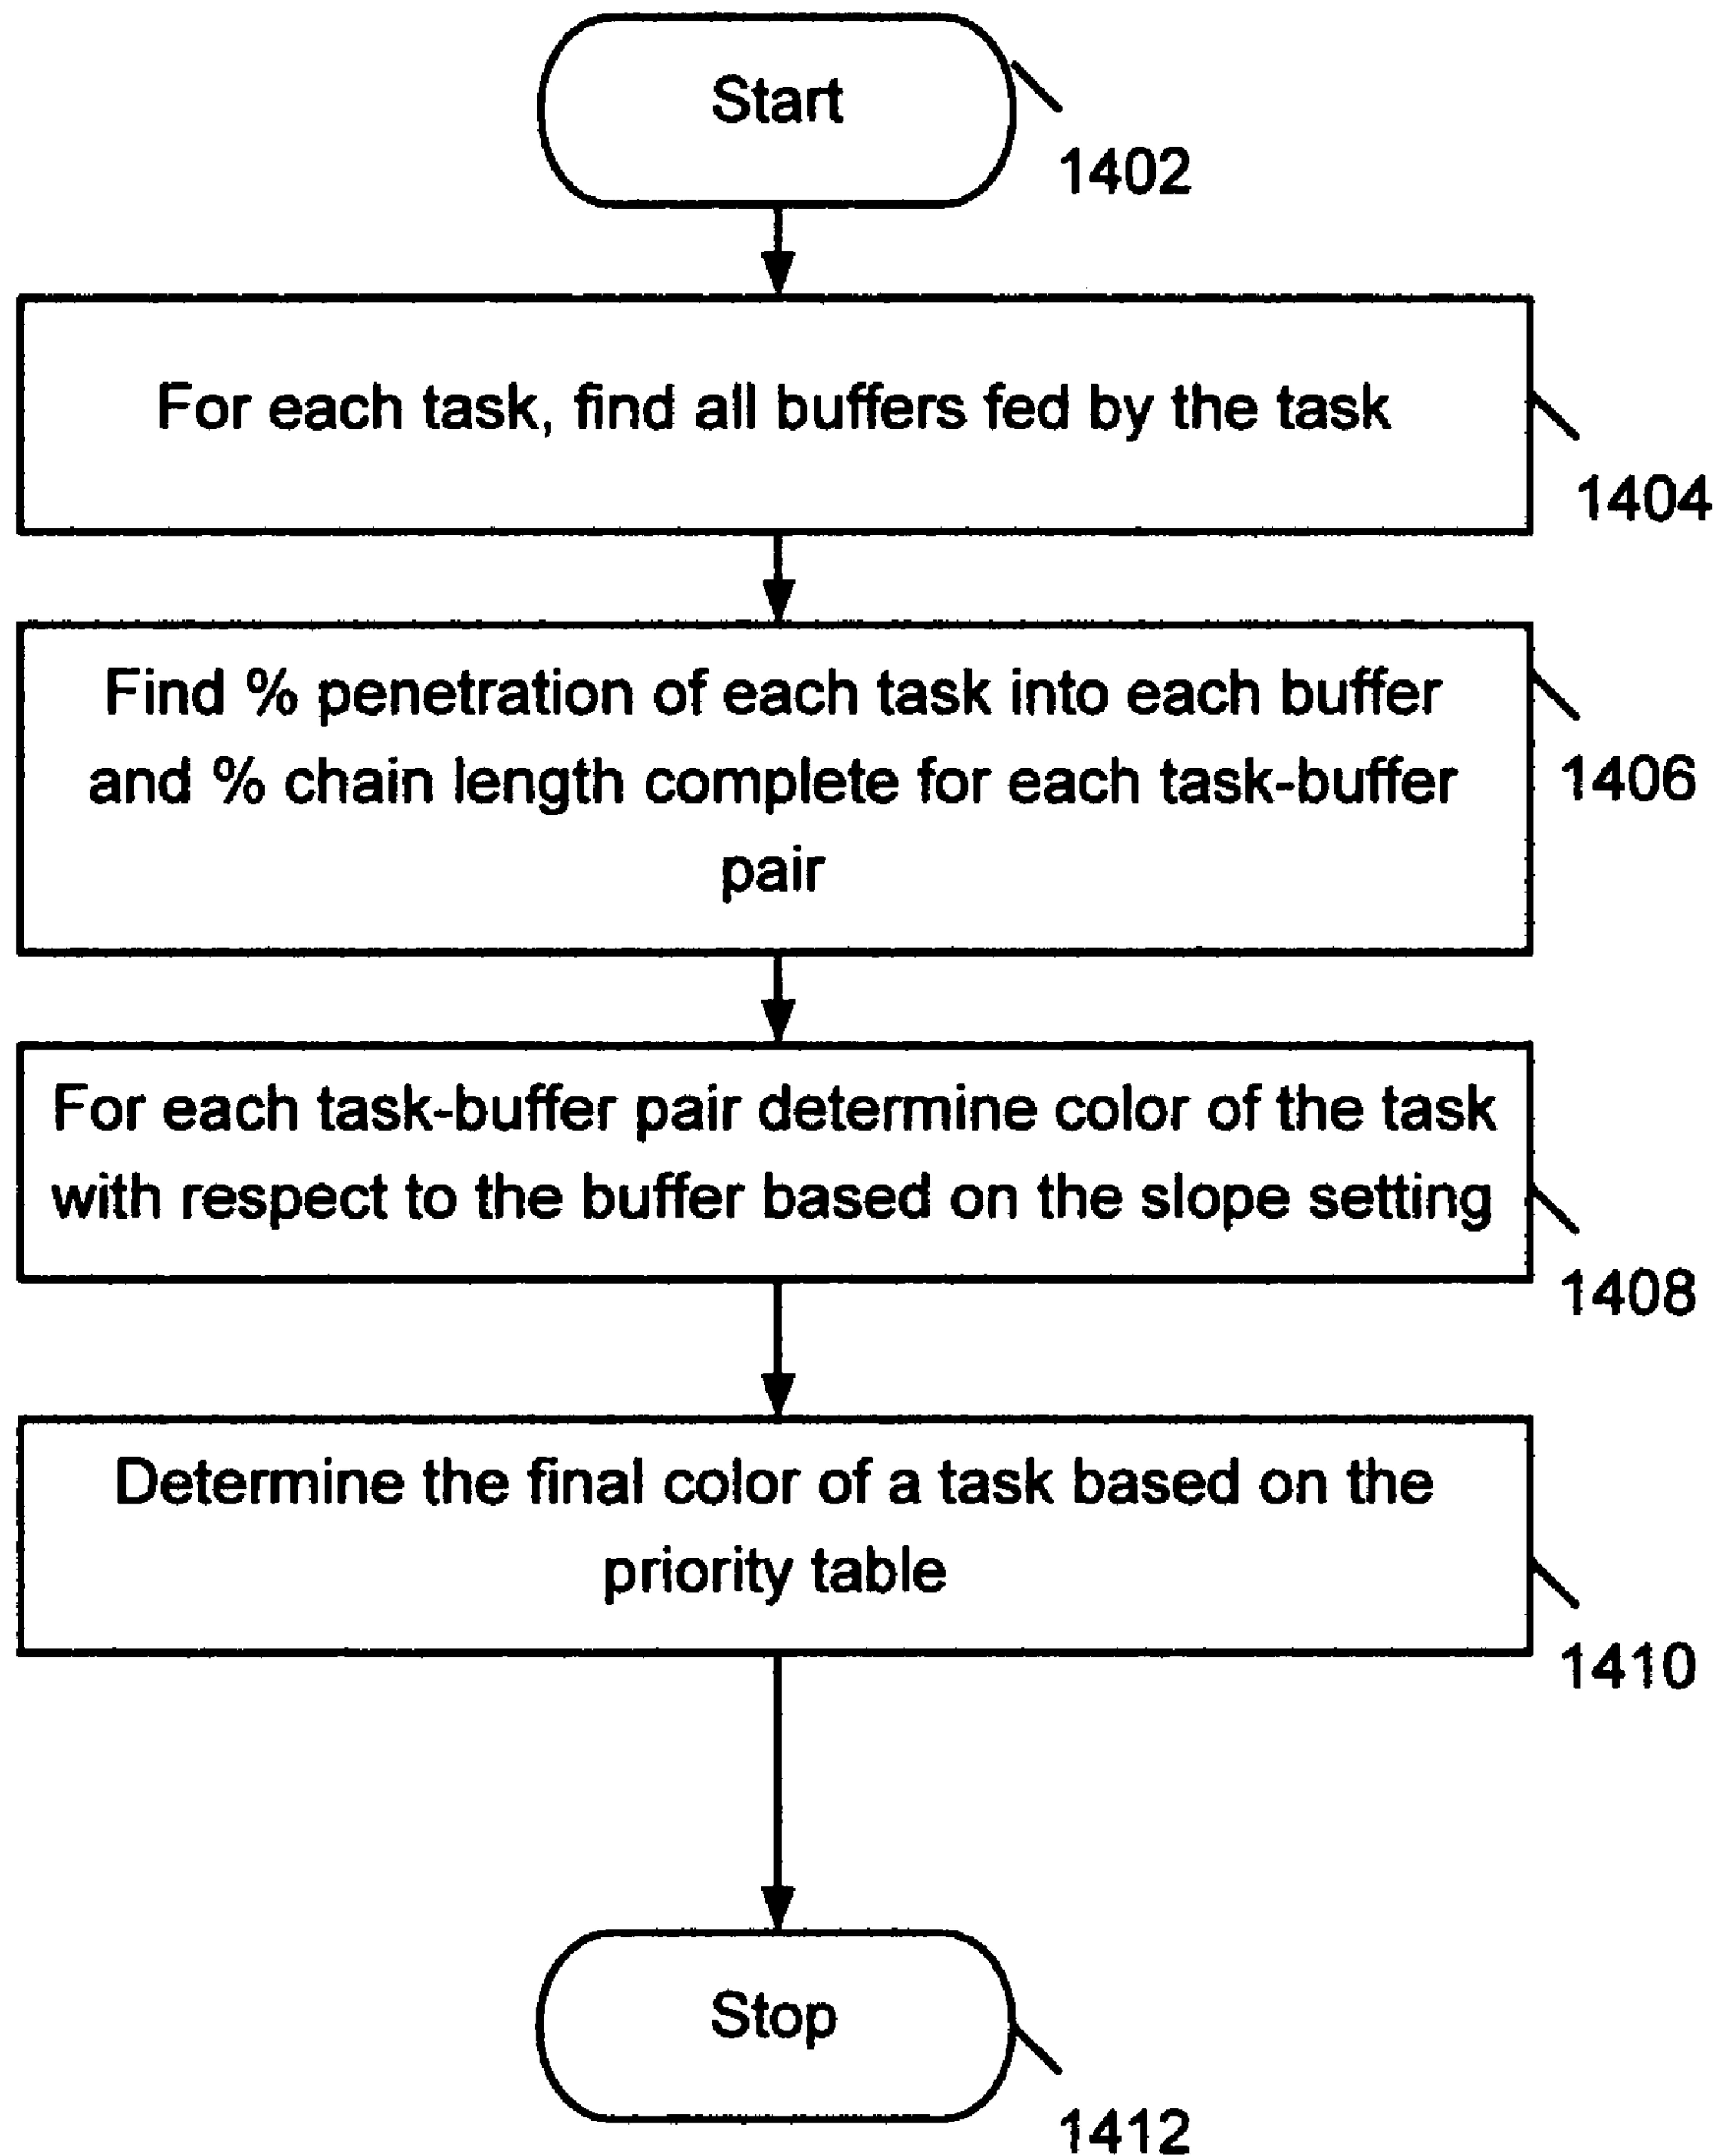 Start
1402
For each task, find all buffers fed by the task
1404
Find % penetration of each task into each buffer
and % chain length complete for each task-buffer
pair
1406
For each task-buffer pair determine color of the task
with respect to the buffer based on the slope setting
1408
Determine the final color of a task based on the
priority table
1410
Stop
1412